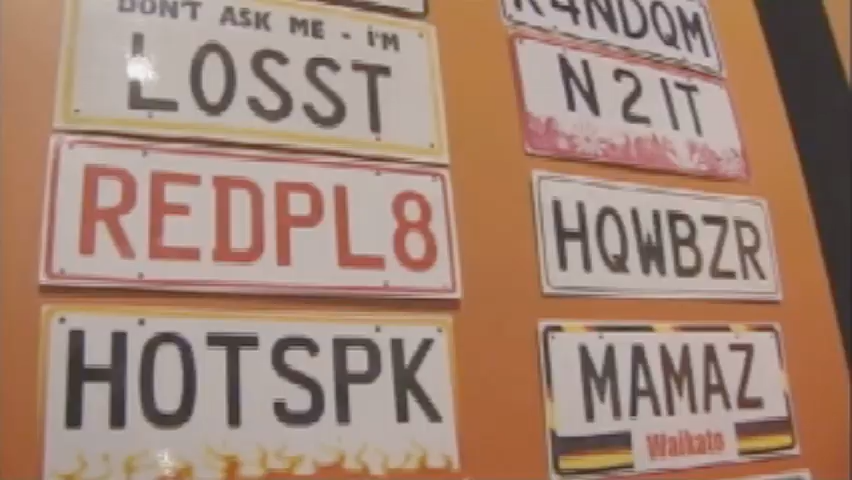 DON'T ASK ME - I'M
LOSST
REDPL8
HOTSPK
R4NDQM
N 2 IT
HQWBZR
MAMAZ
Waikato